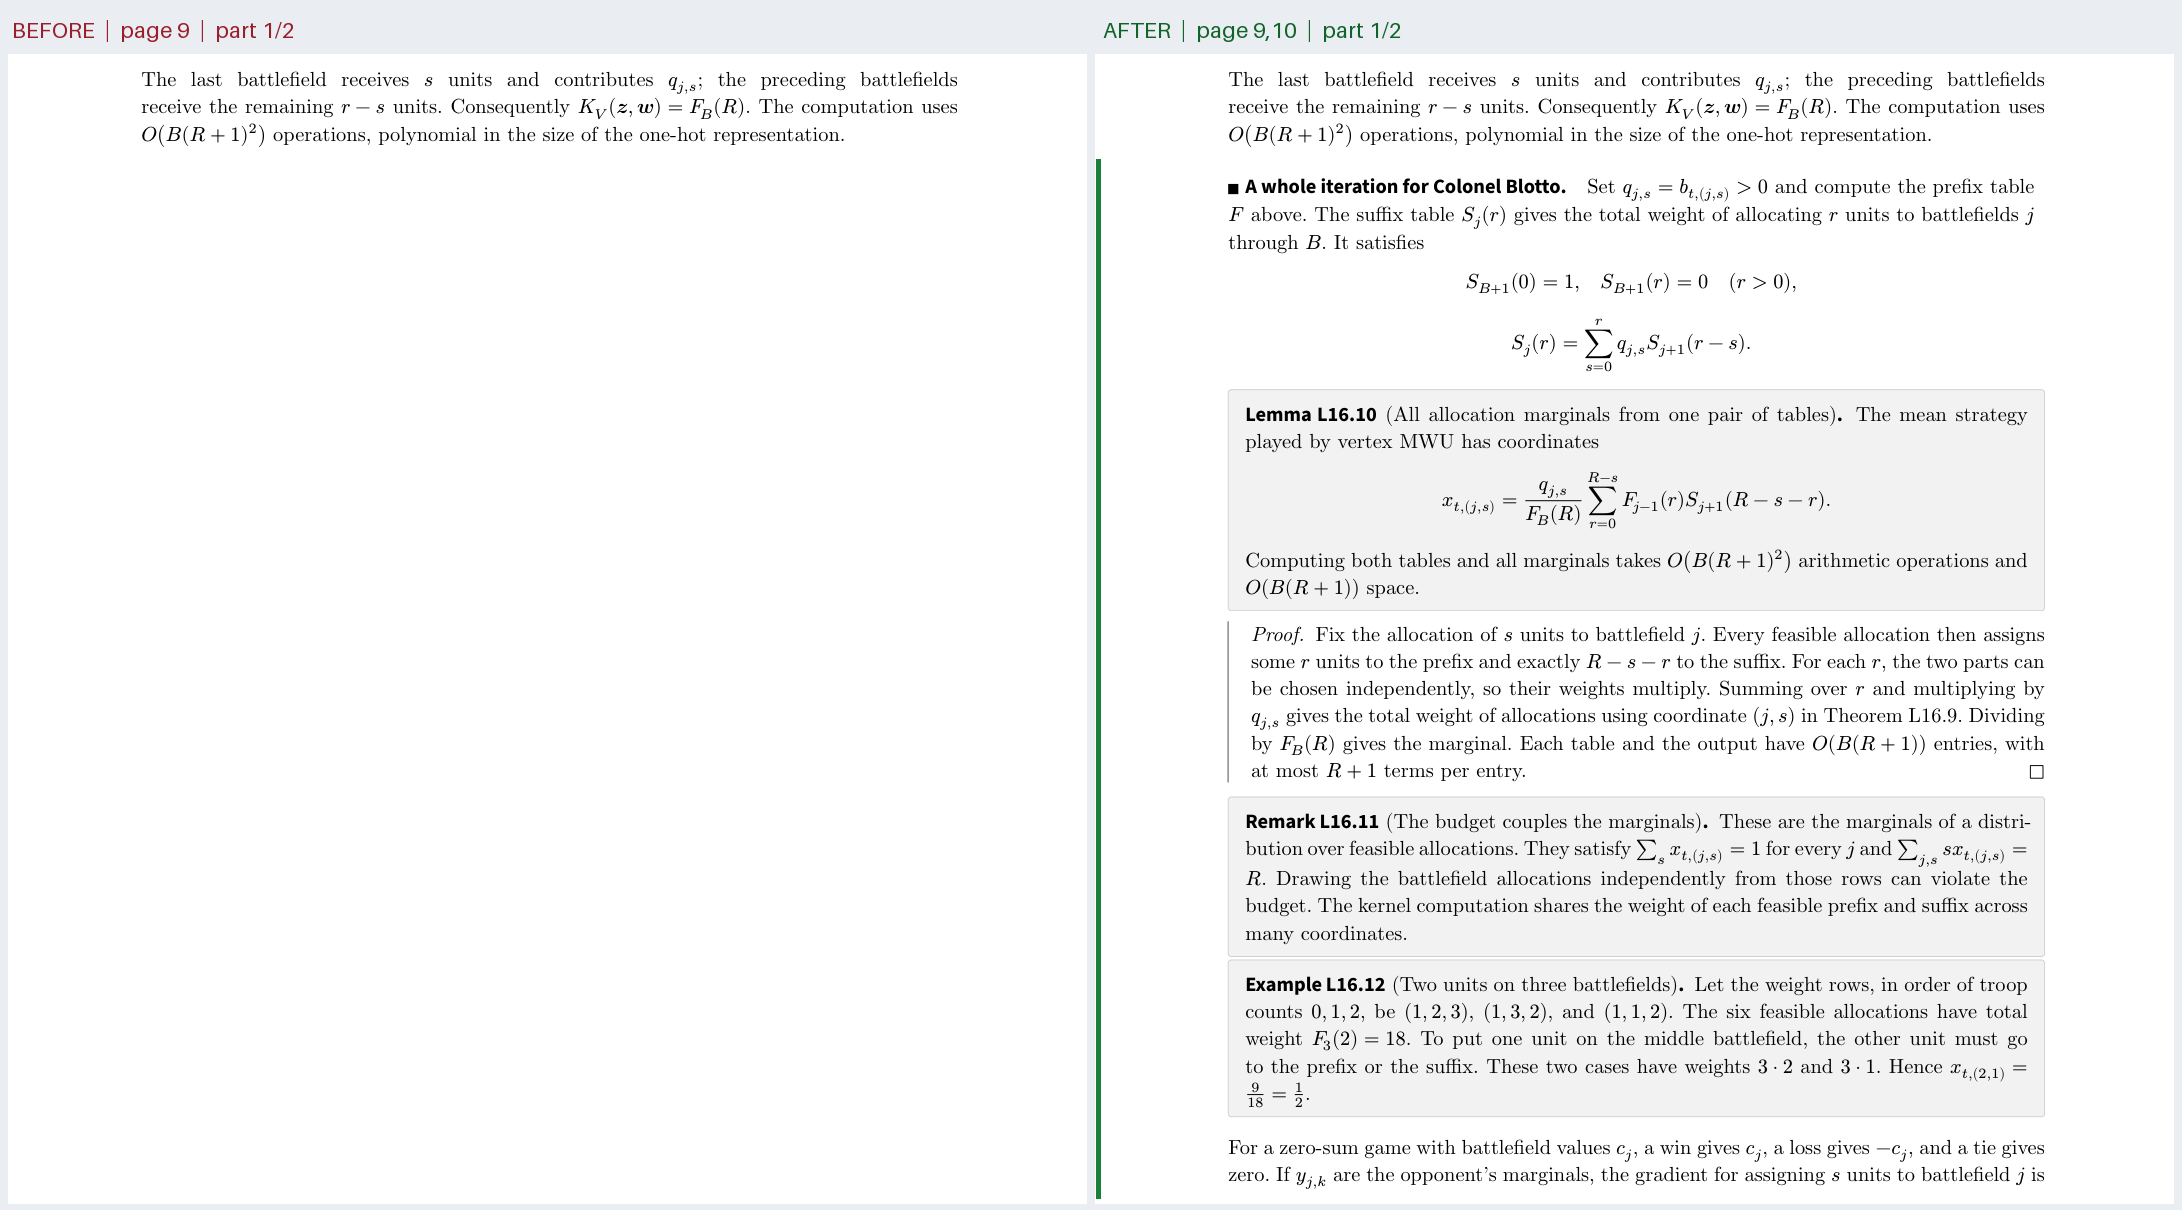 BEFORE | page 9 | part 1/2
The last battlefield receives s units and contributes q_{j,s}; the preceding battlefields
receive the remaining r − s units. Consequently K_V(z, w) = F_B(R). The computation uses
O(B(R + 1)²) operations, polynomial in the size of the one-hot representation.
AFTER | page 9,10 | part 1/2
The last battlefield receives s units and contributes q_{j,s}; the preceding battlefields
receive the remaining r − s units. Consequently K_V(z, w) = F_B(R). The computation uses
O(B(R + 1)²) operations, polynomial in the size of the one-hot representation.
■ A whole iteration for Colonel Blotto. Set q_{j,s} = b_{t,(j,s)} > 0 and compute the prefix table
F above. The suffix table S_j(r) gives the total weight of allocating r units to battlefields j
through B. It satisfies
S_{B+1}(0) = 1, S_{B+1}(r) = 0 (r > 0),
S_j(r) = ∑_{s=0}^{r} q_{j,s} S_{j+1}(r − s).
Lemma L16.10 (All allocation marginals from one pair of tables). The mean strategy
played by vertex MWU has coordinates
x_{t,(j,s)} = \frac{q_{j,s}}{F_B(R)} ∑_{r=0}^{R−s} F_{j−1}(r)S_{j+1}(R − s − r).
Computing both tables and all marginals takes O(B(R + 1)²) arithmetic operations and
O(B(R + 1)) space.
Proof. Fix the allocation of s units to battlefield j. Every feasible allocation then assigns
some r units to the prefix and exactly R − s − r to the suffix. For each r, the two parts can
be chosen independently, so their weights multiply. Summing over r and multiplying by
q_{j,s} gives the total weight of allocations using coordinate (j, s) in Theorem L16.9. Dividing
by F_B(R) gives the marginal. Each table and the output have O(B(R + 1)) entries, with
at most R + 1 terms per entry. □
Remark L16.11 (The budget couples the marginals). These are the marginals of a distri-
bution over feasible allocations. They satisfy ∑_s x_{t,(j,s)} = 1 for every j and ∑_{j,s} sx_{t,(j,s)} =
R. Drawing the battlefield allocations independently from those rows can violate the
budget. The kernel computation shares the weight of each feasible prefix and suffix across
many coordinates.
Example L16.12 (Two units on three battlefields). Let the weight rows, in order of troop
counts 0, 1, 2, be (1, 2, 3), (1, 3, 2), and (1, 1, 2). The six feasible allocations have total
weight F_3(2) = 18. To put one unit on the middle battlefield, the other unit must go
to the prefix or the suffix. These two cases have weights 3 · 2 and 3 · 1. Hence x_{t,(2,1)} =
\frac{9}{18} = \frac{1}{2}.
For a zero-sum game with battlefield values c_j, a win gives c_j, a loss gives −c_j, and a tie gives
zero. If y_{j,k} are the opponent's marginals, the gradient for assigning s units to battlefield j is